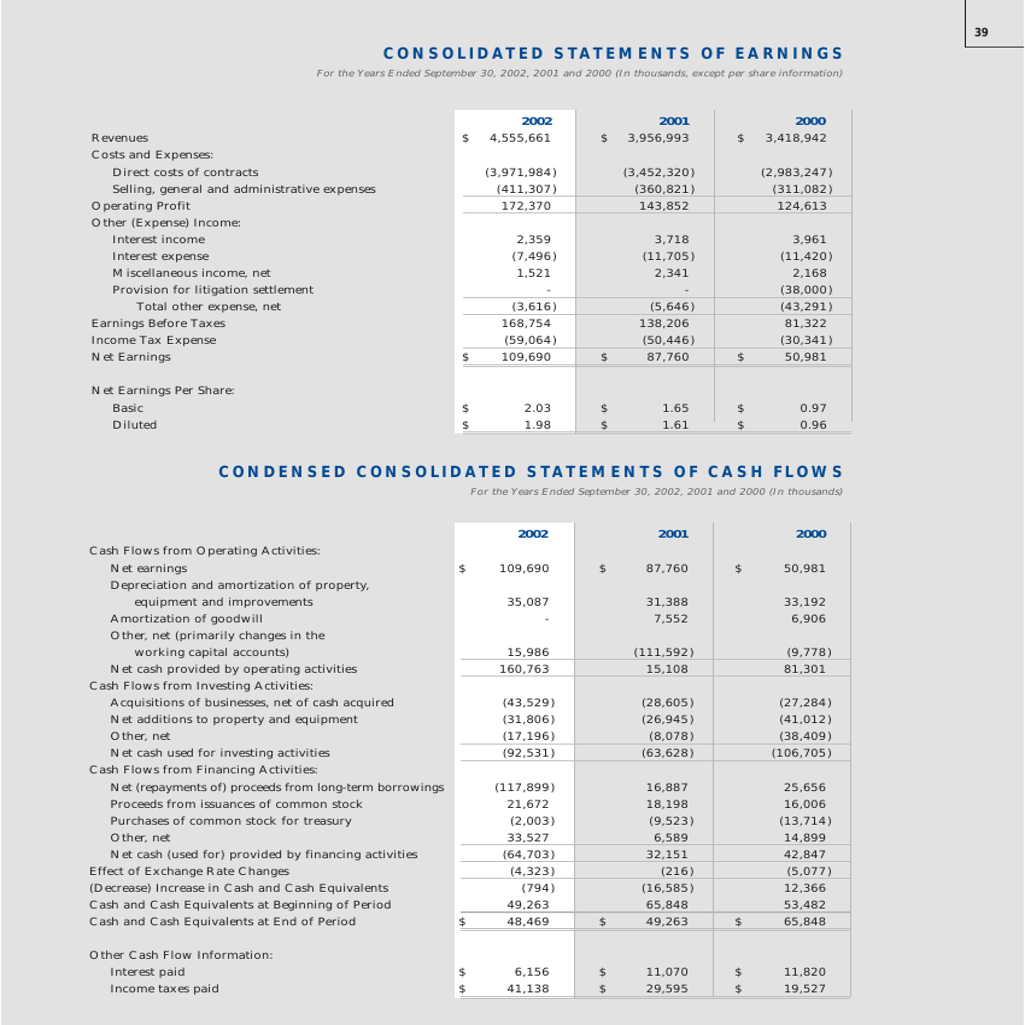 39
CONSOLIDATED STATEMENTS OF EARNINGS
For the Years Ended September 30, 2002, 2001 and 2000 (In thousands, except per share information)
2002 2001 2000
Revenues $ 4,555,661 $ 3,956,993 $ 3,418,942
Costs and Expenses:
Direct costs of contracts (3,971,984) (3,452,320) (2,983,247)
Selling, general and administrative expenses (411,307) (360,821) (311,082)
Operating Profit 172,370 143,852 124,613
Other (Expense) Income:
Interest income 2,359 3,718 3,961
Interest expense (7,496) (11,705) (11,420)
Miscellaneous income, net 1,521 2,341 2,168
Provision for litigation settlement - - (38,000)
Total other expense, net (3,616) (5,646) (43,291)
Earnings Before Taxes 168,754 138,206 81,322
Income Tax Expense (59,064) (50,446) (30,341)
Net Earnings $ 109,690 $ 87,760 $ 50,981
Net Earnings Per Share:
Basic $ 2.03 $ 1.65 $ 0.97
Diluted $ 1.98 $ 1.61 $ 0.96
CONDENSED CONSOLIDATED STATEMENTS OF CASH FLOWS
For the Years Ended September 30, 2002, 2001 and 2000 (In thousands)
2002 2001 2000
Cash Flows from Operating Activities:
Net earnings $ 109,690 $ 87,760 $ 50,981
Depreciation and amortization of property,
equipment and improvements 35,087 31,388 33,192
Amortization of goodwill - 7,552 6,906
Other, net (primarily changes in the
working capital accounts) 15,986 (111,592) (9,778)
Net cash provided by operating activities 160,763 15,108 81,301
Cash Flows from Investing Activities:
Acquisitions of businesses, net of cash acquired (43,529) (28,605) (27,284)
Net additions to property and equipment (31,806) (26,945) (41,012)
Other, net (17,196) (8,078) (38,409)
Net cash used for investing activities (92,531) (63,628) (106,705)
Cash Flows from Financing Activities:
Net (repayments of) proceeds from long-term borrowings (117,899) 16,887 25,656
Proceeds from issuances of common stock 21,672 18,198 16,006
Purchases of common stock for treasury (2,003) (9,523) (13,714)
Other, net 33,527 6,589 14,899
Net cash (used for) provided by financing activities (64,703) 32,151 42,847
Effect of Exchange Rate Changes (4,323) (216) (5,077)
(Decrease) Increase in Cash and Cash Equivalents (794) (16,585) 12,366
Cash and Cash Equivalents at Beginning of Period 49,263 65,848 53,482
Cash and Cash Equivalents at End of Period $ 48,469 $ 49,263 $ 65,848
Other Cash Flow Information:
Interest paid $ 6,156 $ 11,070 $ 11,820
Income taxes paid $ 41,138 $ 29,595 $ 19,527